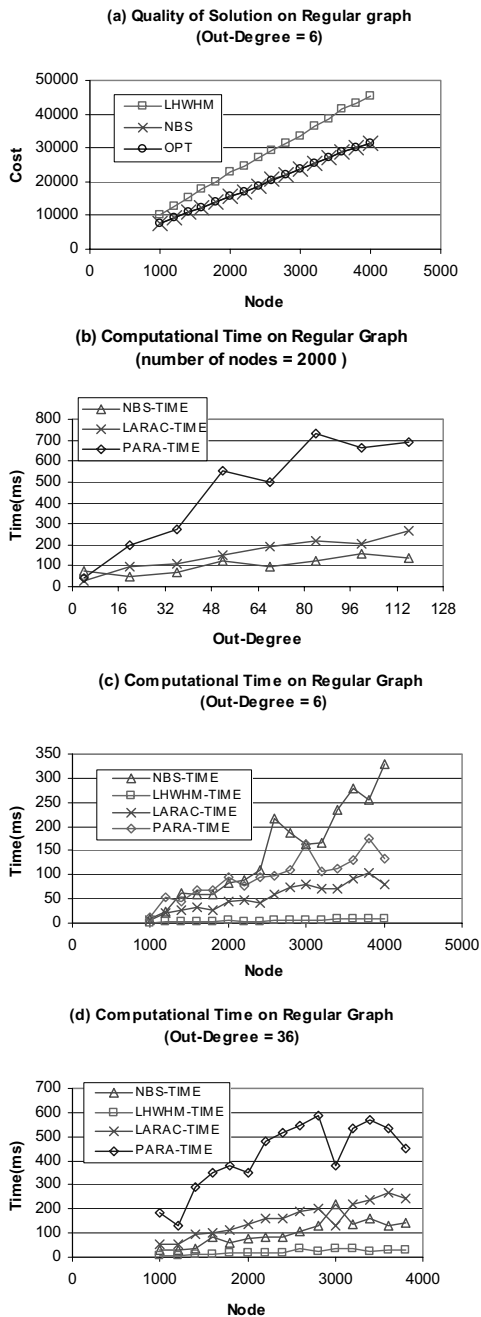 (a) Quality of Solution on Regular graph
(Out-Degree = 6)
50000
40000
30000
20000
10000
0
Cost
LHWHM
NBS
OPT
0 1000 2000 3000 4000 5000
Node
(b) Computational Time on Regular Graph
(number of nodes = 2000 )
800
700
600
500
400
300
200
100
0
Time(ms)
NBS-TIME
LARAC-TIME
PARA-TIME
0 16 32 48 64 80 96 112 128
Out-Degree
(c) Computational Time on Regular Graph
(Out-Degree = 6)
350
300
250
200
150
100
50
0
Time(ms)
NBS-TIME
LHWHM-TIME
LARAC-TIME
PARA-TIME
0 1000 2000 3000 4000 5000
Node
(d) Computational Time on Regular Graph
(Out-Degree = 36)
700
600
500
400
300
200
100
0
Time(ms)
NBS-TIME
LHWHM-TIME
LARAC-TIME
PARA-TIME
0 1000 2000 3000 4000
Node